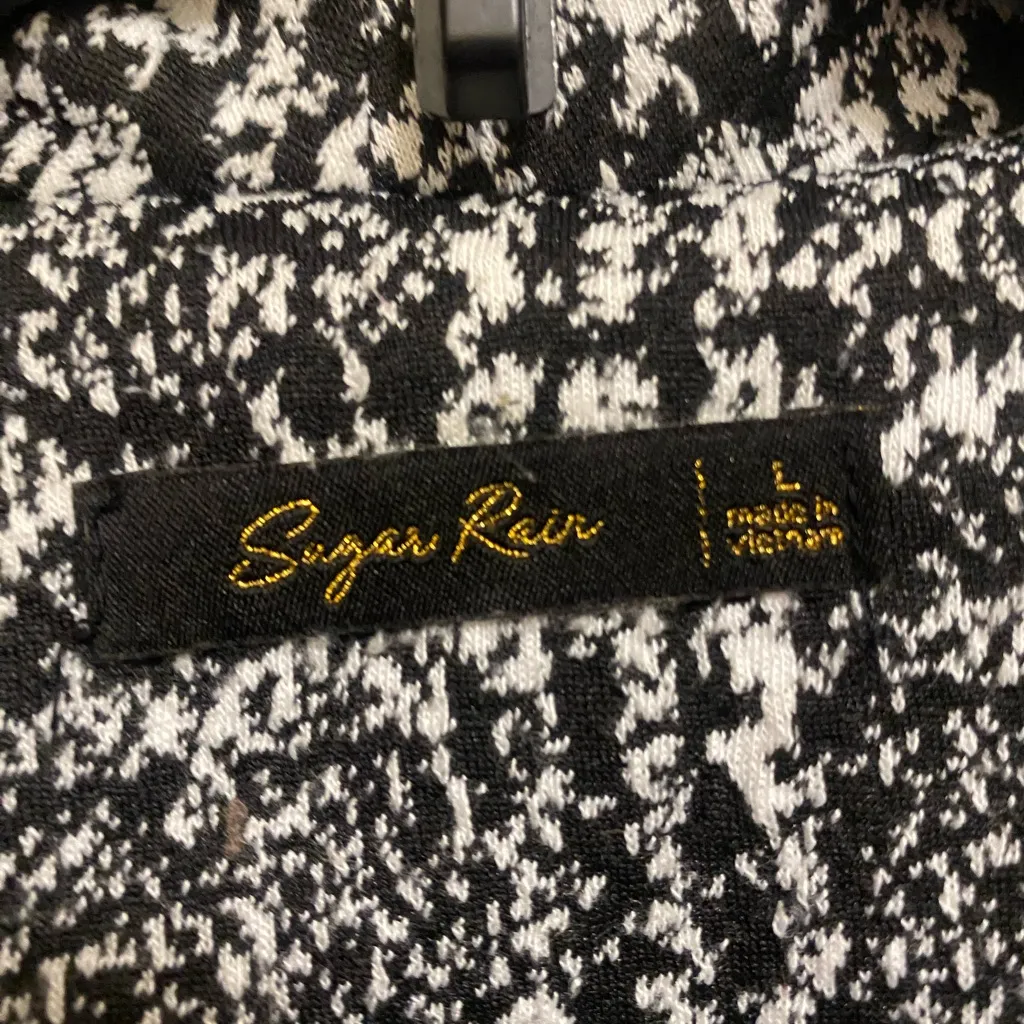 Sugar Rain
L
made in
vietnam